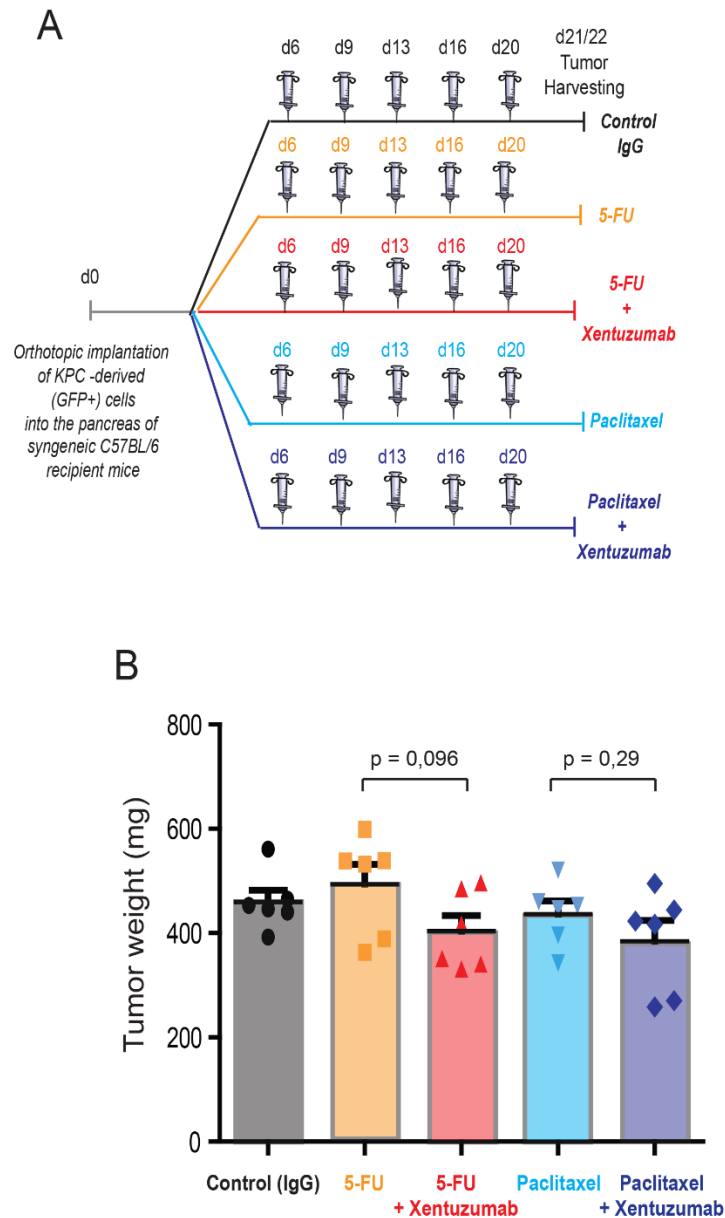 A
d6 d9 d13 d16 d20
d21/22
Tumor
Harvesting
Control
IgG
d6 d9 d13 d16 d20
5-FU
d6 d9 d13 d16 d20
5-FU
+
Xentuzumab
d0
Orthotopic implantation
of KPC -derived
(GFP+) cells
into the pancreas of
syngeneic C57BL/6
recipient mice
d6 d9 d13 d16 d20
Paclitaxel
d6 d9 d13 d16 d20
Paclitaxel
+
Xentuzumab
B
Tumor weight (mg)
800
600
400
200
0
p = 0,096
p = 0,29
Control (IgG)
5-FU
5-FU
+ Xentuzumab
Paclitaxel
Paclitaxel
+ Xentuzumab